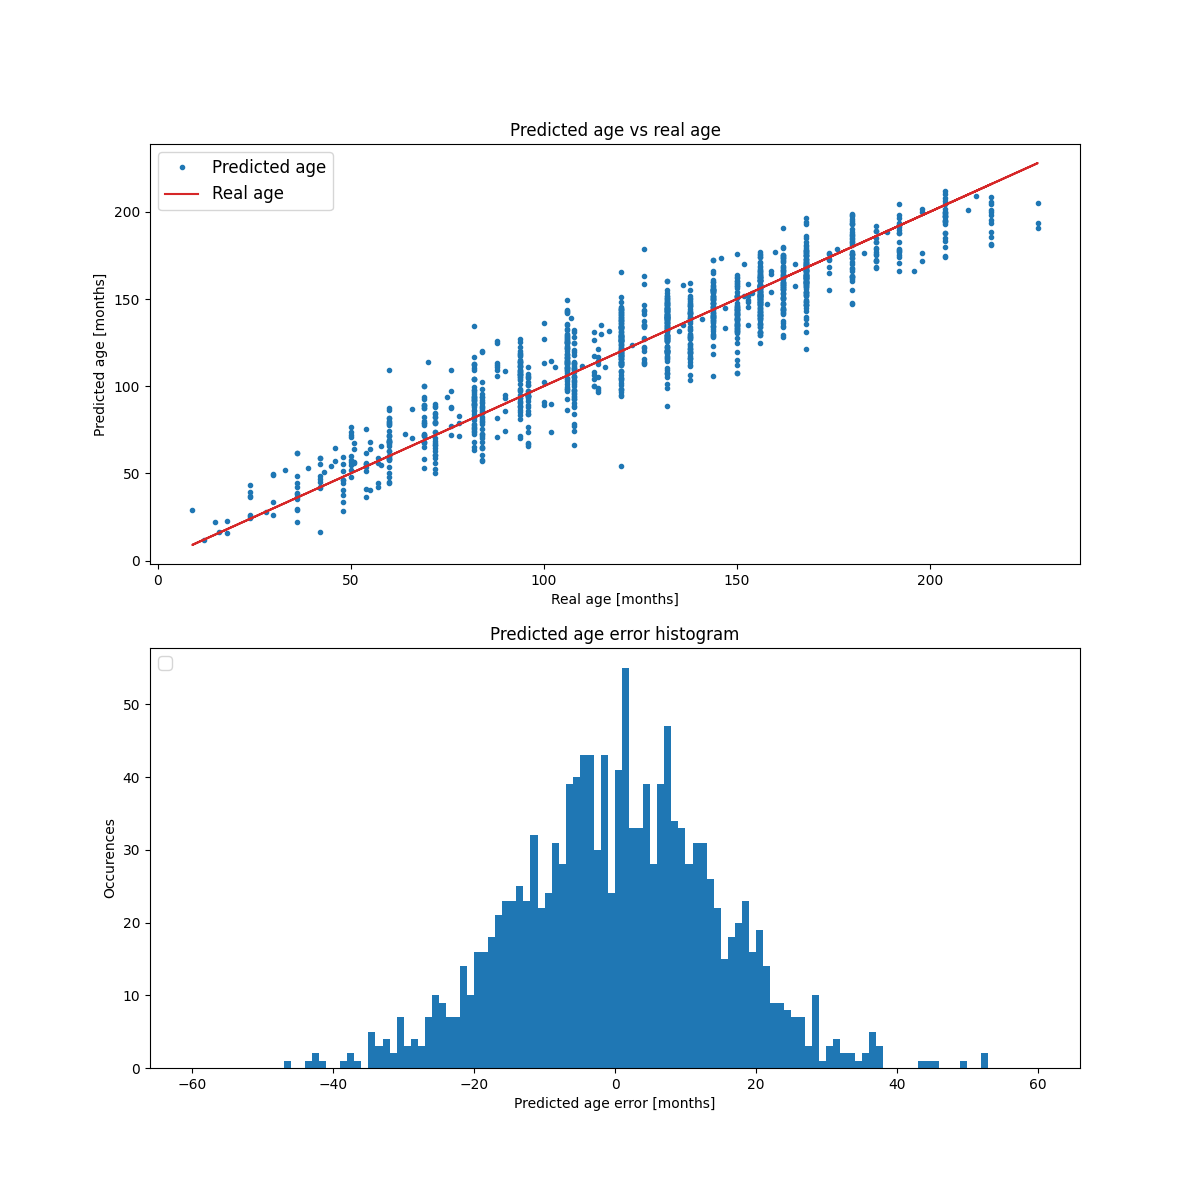 Predicted age vs real age
Predicted age
Real age
200
150
100
50
0
Predicted age [months]
0 50 100 150 200
Real age [months]
Predicted age error histogram
50
40
30
20
10
0
Occurences
−60 −40 −20 0 20 40 60
Predicted age error [months]